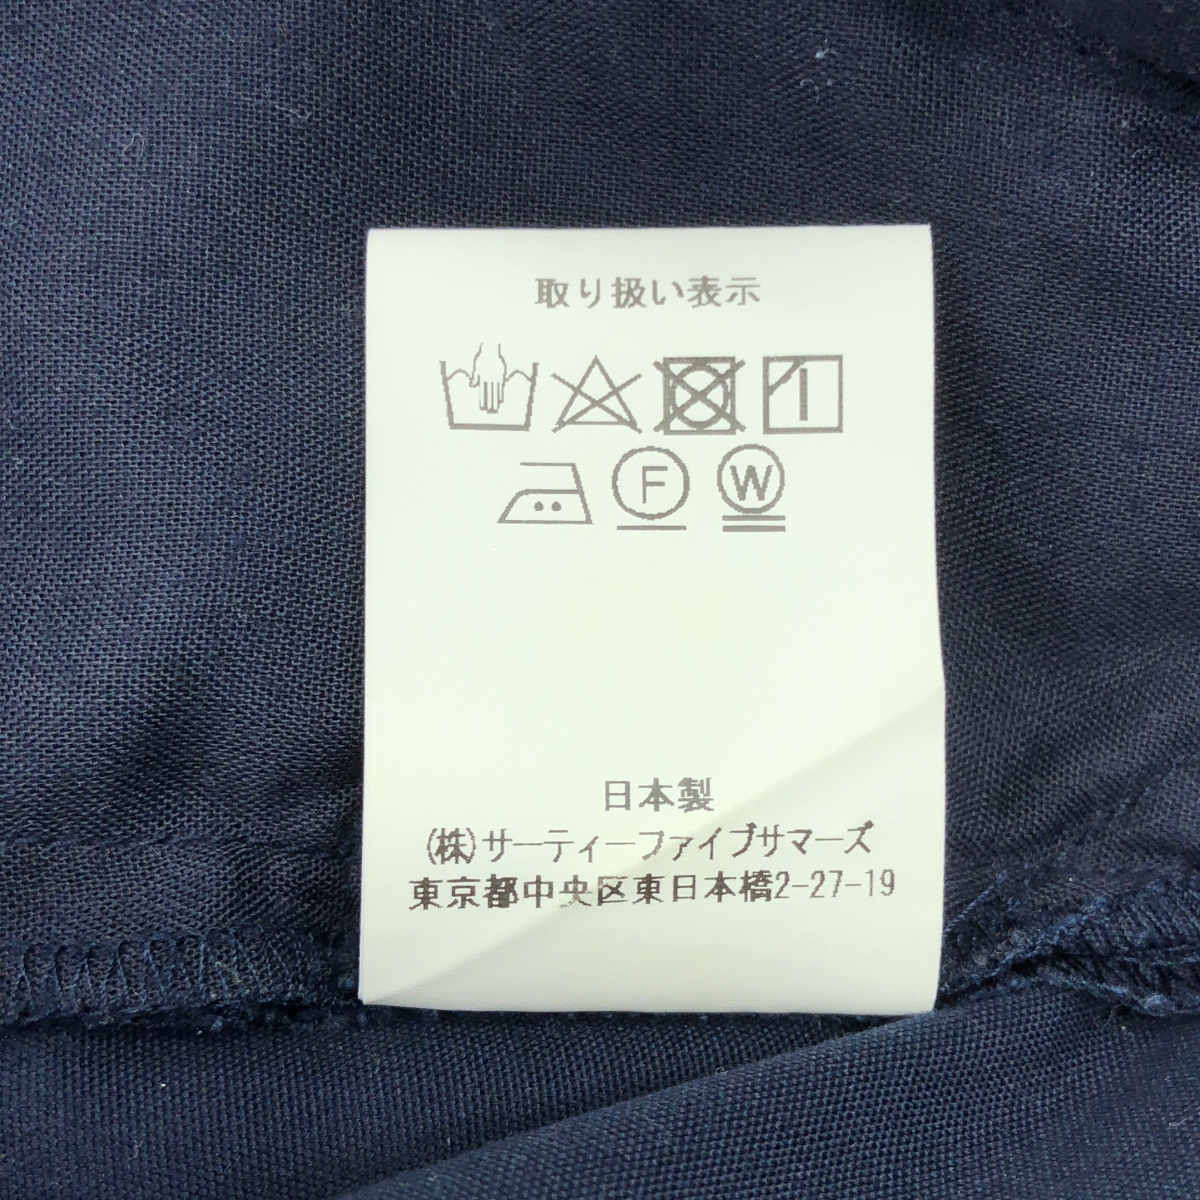 取り扱い表示
F W
日本製
(株)サーティーファイブサマーズ
東京都中央区東日本橋2-27-19